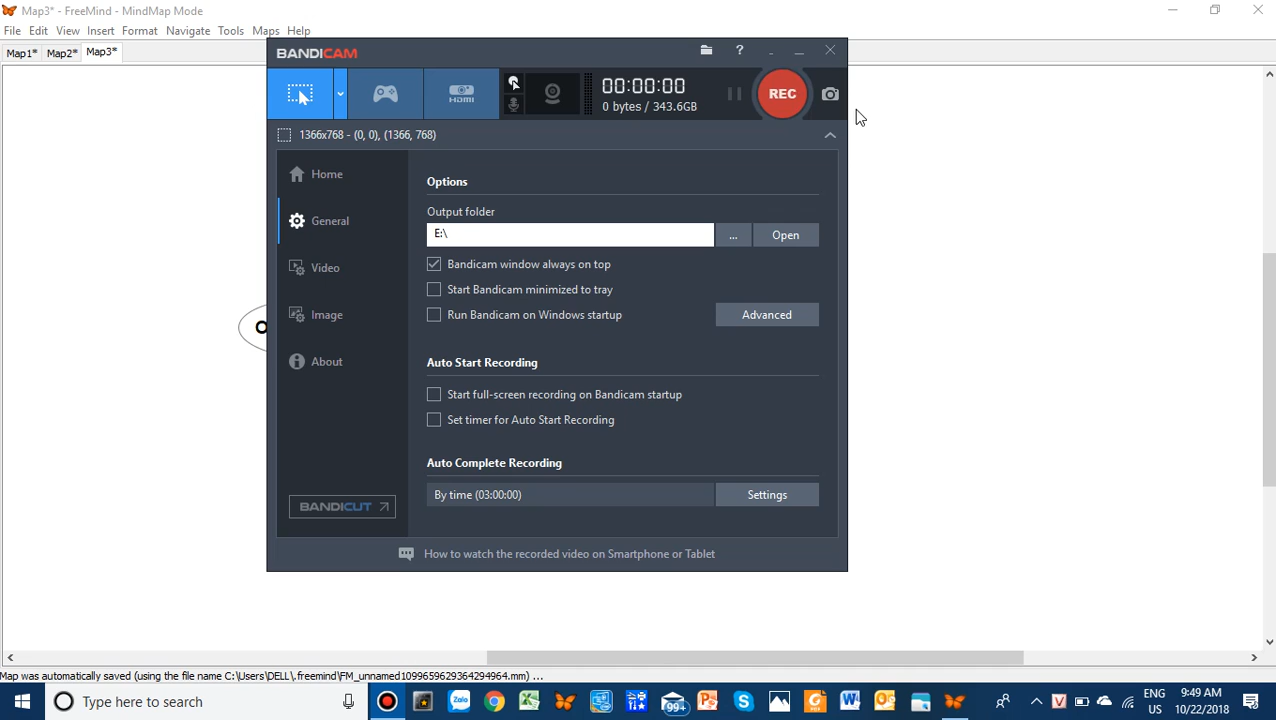 Map3* - FreeMind - MindMap Mode
File Edit View Insert Format Navigate Tools Maps Help
Map1* Map2* Map3*
BANDICAM
?
HDMI
00:00:00
0 bytes / 343.6GB
REC
1366x768 - (0, 0), (1366, 768)
Home
General
Video
Image
About
BANDICUT
Options
Output folder
E:\
... Open
Bandicam window always on top
Start Bandicam minimized to tray
Run Bandicam on Windows startup
Advanced
Auto Start Recording
Start full-screen recording on Bandicam startup
Set timer for Auto Start Recording
Auto Complete Recording
By time (03:00:00) Settings
How to watch the recorded video on Smartphone or Tablet
Map was automatically saved (using the file name C:\Users\DELL\.freemind\FM_unnamed1099659629364294964.mm) ...
Type here to search
Zalo
99+
ENG
US
9:49 AM
10/22/2018